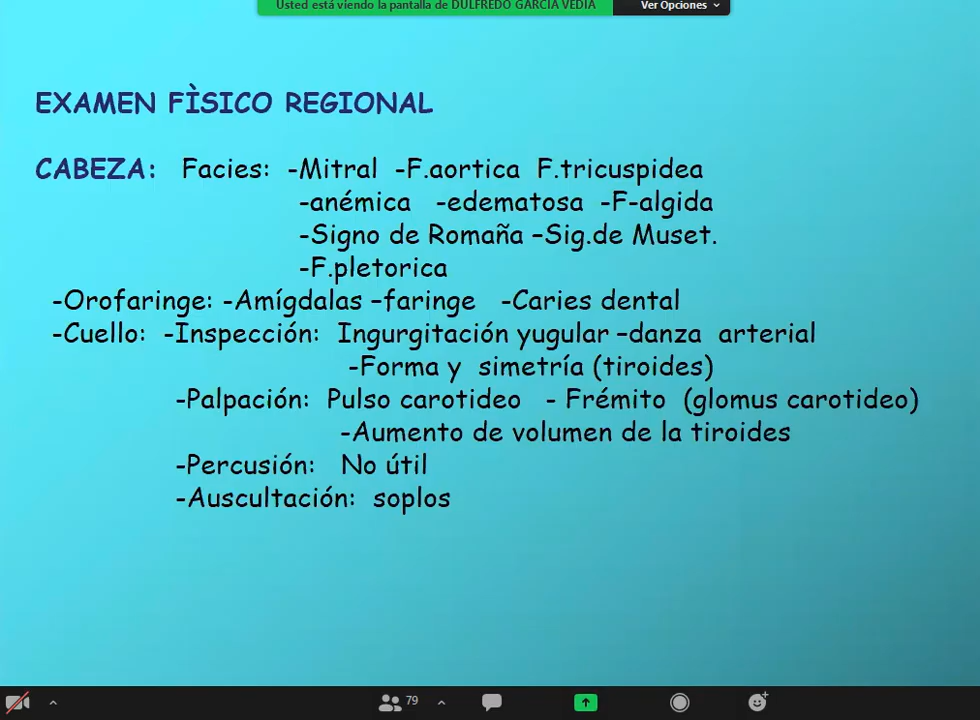 Usted está viendo la pantalla de DULFREDO GARCIA VEDIA Ver Opciones
EXAMEN FÌSICO REGIONAL
CABEZA: Facies: -Mitral -F.aortica F.tricuspidea
-anémica -edematosa -F-algida
-Signo de Romaña –Sig.de Muset.
-F.pletorica
-Orofaringe: -Amígdalas –faringe -Caries dental
-Cuello: -Inspección: Ingurgitación yugular –danza arterial
-Forma y simetría (tiroides)
-Palpación: Pulso carotideo - Frémito (glomus carotideo)
-Aumento de volumen de la tiroides
-Percusión: No útil
-Auscultación: soplos
79